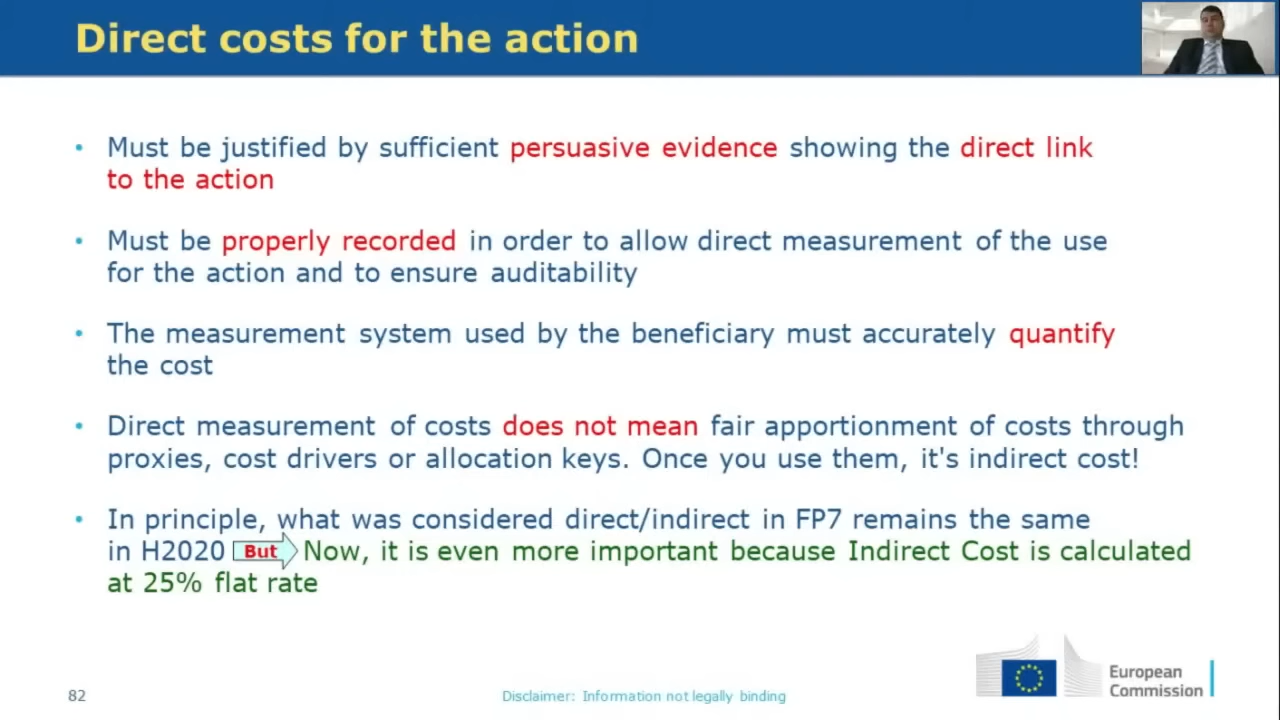 Direct costs for the action
• Must be justified by sufficient persuasive evidence showing the direct link
to the action
• Must be properly recorded in order to allow direct measurement of the use
for the action and to ensure auditability
• The measurement system used by the beneficiary must accurately quantify
the cost
• Direct measurement of costs does not mean fair apportionment of costs through
proxies, cost drivers or allocation keys. Once you use them, it's indirect cost!
• In principle, what was considered direct/indirect in FP7 remains the same
in H2020 But Now, it is even more important because Indirect Cost is calculated
at 25% flat rate
European
Commission
82
Disclaimer: Information not legally binding